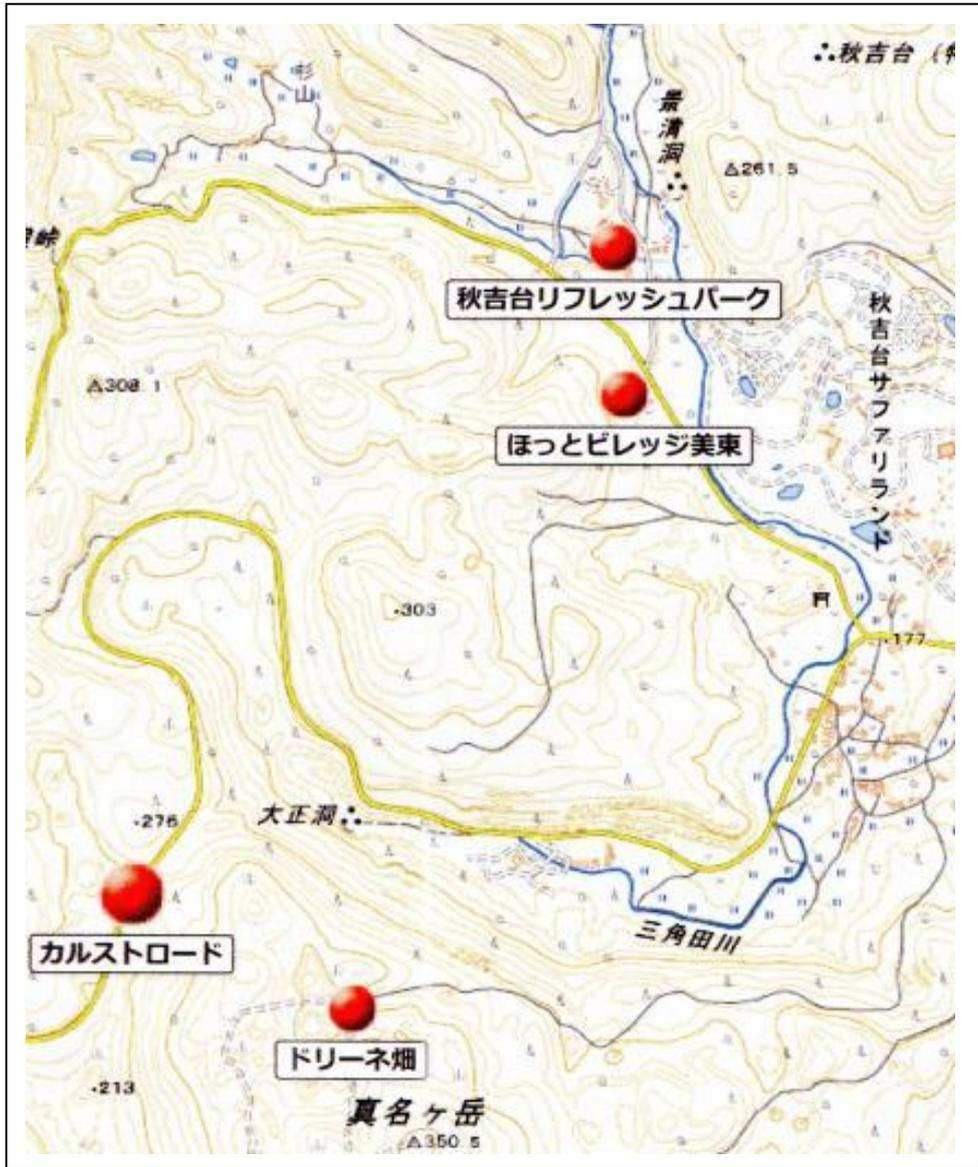 ∴秋吉台
杉山
景清洞
∴
△261.5
峠
秋吉台リフレッシュパーク
秋吉台サファリランド
△308.1
ほっとビレッジ美東
・303
・177
大正洞∴
・276
カルストロード
三角田川
ドリーネ畑
・213
真名ヶ岳
△350.5